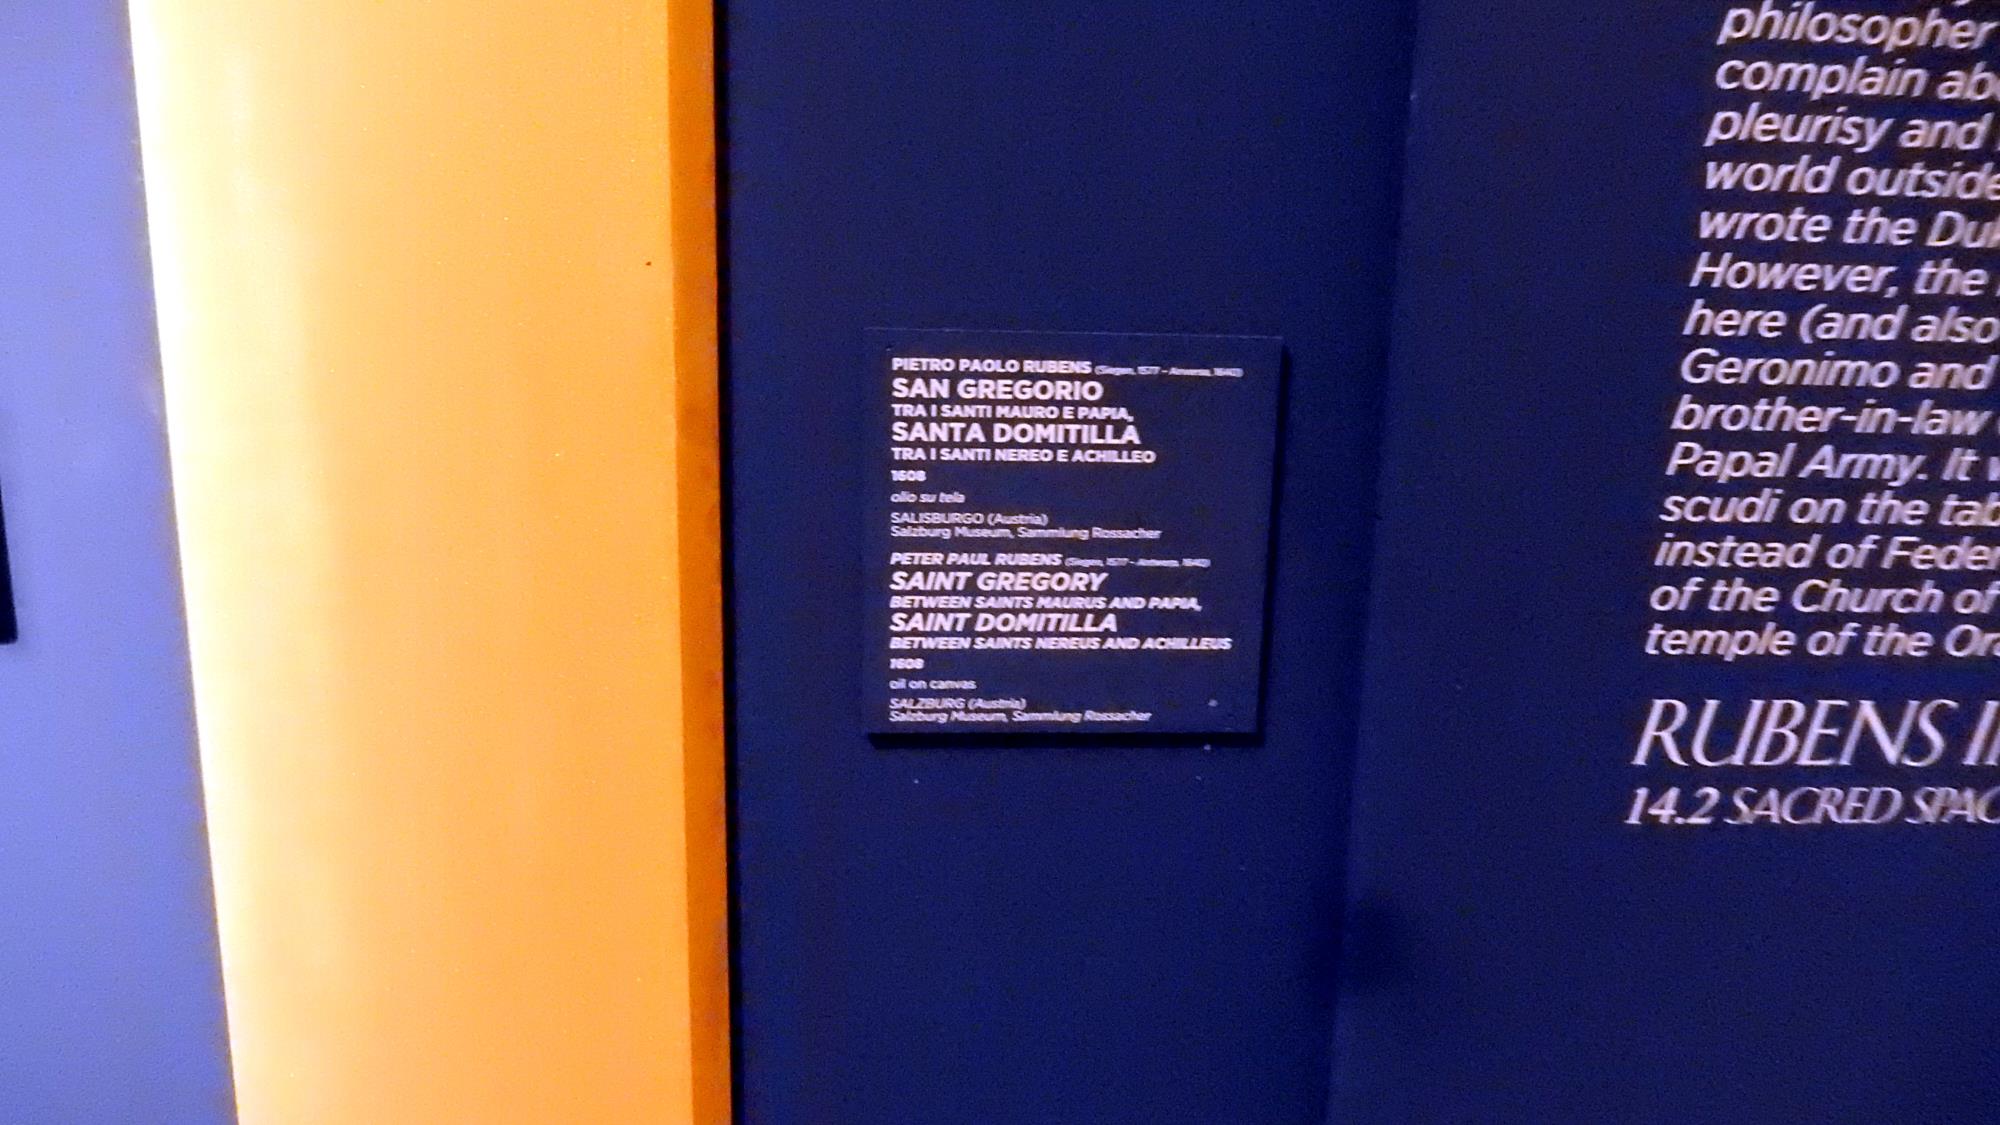 PIETRO PAOLO RUBENS (Siegen, 1577 - Anversa, 1640)
SAN GREGORIO
TRA I SANTI MAURO E PAPIA,
SANTA DOMITILLA
TRA I SANTI NEREO E ACHILLEO
1608
olio su tela
SALISBURGO (Austria)
Salzburg Museum, Sammlung Rossacher
PETER PAUL RUBENS (Siegen, 1577 - Antwerp, 1640)
SAINT GREGORY
BETWEEN SAINTS MAURUS AND PAPIA,
SAINT DOMITILLA
BETWEEN SAINTS NEREUS AND ACHILLEUS
1608
oil on canvas
SALZBURG (Austria)
Salzburg Museum, Sammlung Rossacher
philosopher
complain
pleurisy and
world outside
wrote the
However, the
here (and also
Geronimo and
brother-in-law
Papal Army. It
scudi on the
instead of
of the Church of
temple of the
RUBENS
14.2 SACRED